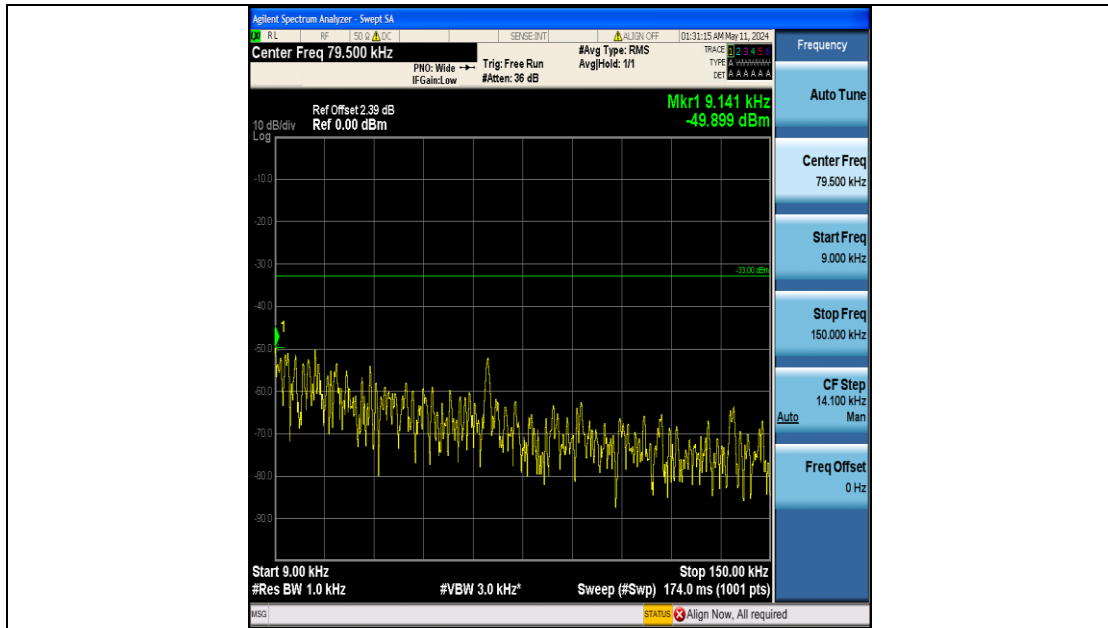 Agilent Spectrum Analyzer - Swept SA
RL RF 50 Ω DC SENSE:INT ALIGN OFF 01:31:15 AM May 11, 2024
Center Freq 79.500 kHz
PNO: Wide
IFGain:Low
Trig: Free Run
#Atten: 36 dB
#Avg Type: RMS
Avg|Hold: 1/1
TRACE 1 2 3 4 5 6
TYPE A WWWWW
DET A A A A A A
Mkr1 9.141 kHz
-49.899 dBm
Ref Offset 2.39 dB
10 dB/div Ref 0.00 dBm
Log
-10.0
-20.0
-30.0
-33.00 dBm
-40.0
1
-50.0
-60.0
-70.0
-80.0
-90.0
Start 9.00 kHz Stop 150.00 kHz
#Res BW 1.0 kHz #VBW 3.0 kHz* Sweep (#Swp) 174.0 ms (1001 pts)
MSG STATUS Align Now, All required
Frequency
Auto Tune
Center Freq
79.500 kHz
Start Freq
9.000 kHz
Stop Freq
150.000 kHz
CF Step
14.100 kHz
Auto Man
Freq Offset
0 Hz